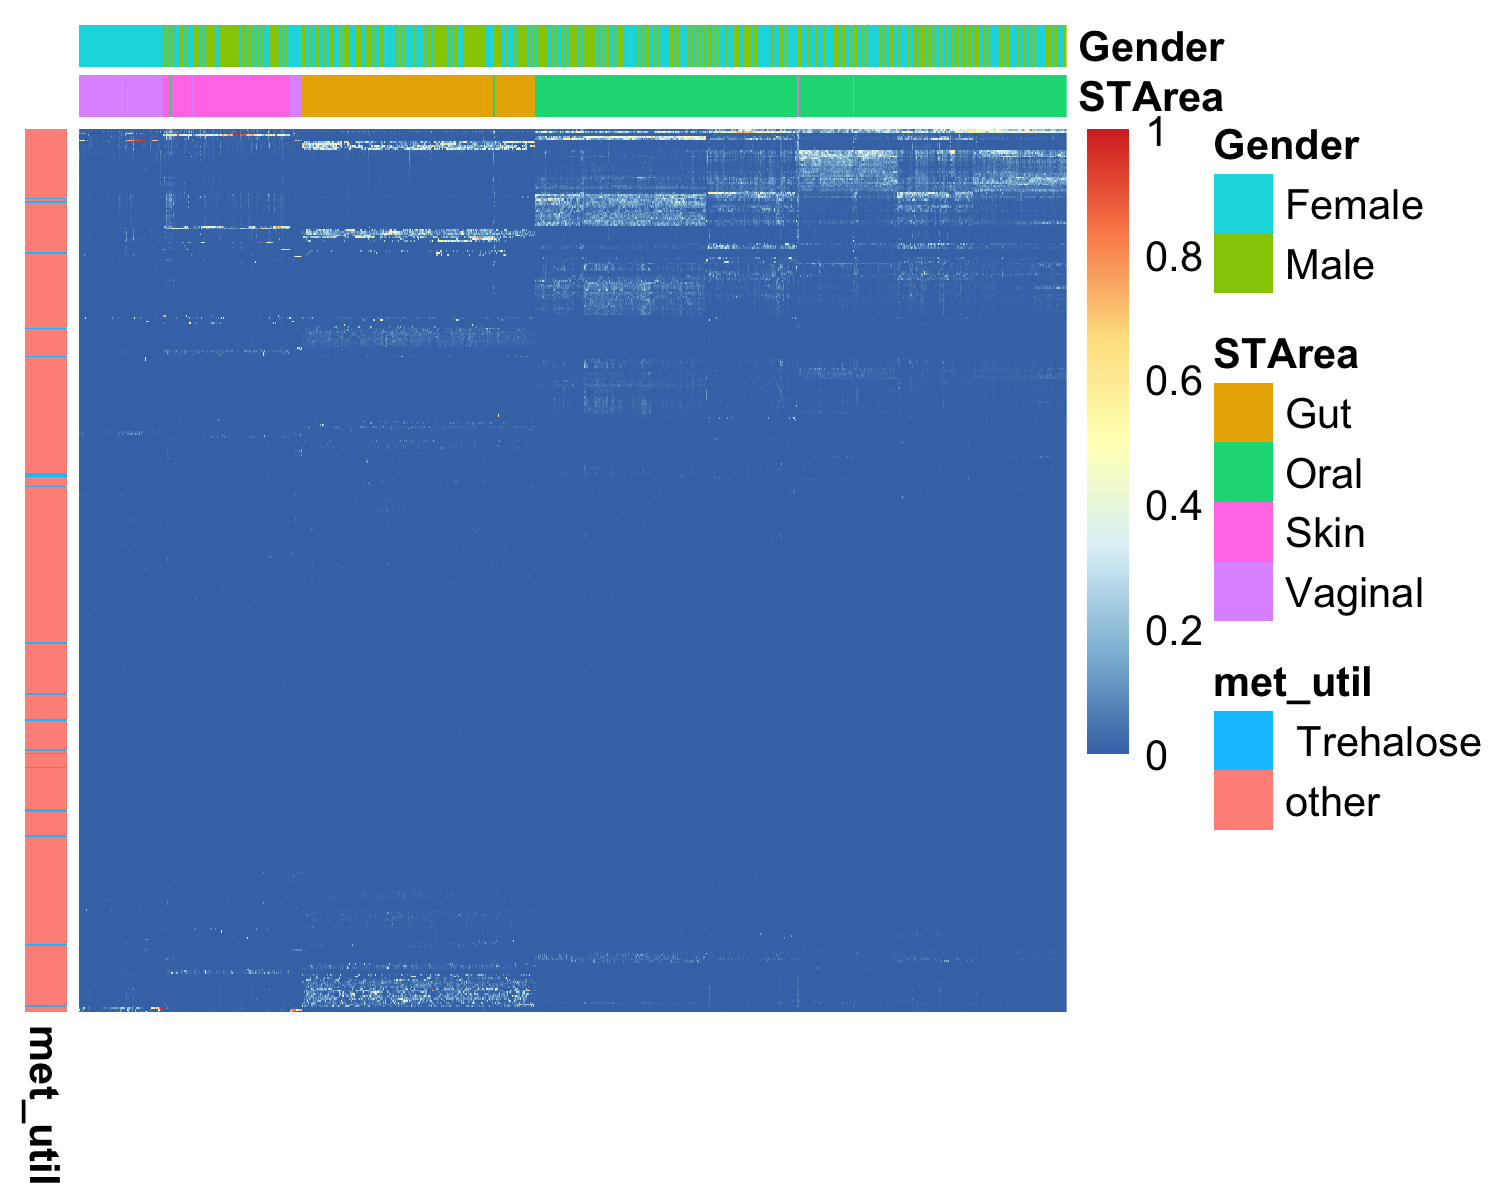 Gender
STArea
1
0.8
0.6
0.4
0.2
0
Gender
Female
Male
STArea
Gut
Oral
Skin
Vaginal
met_util
Trehalose
other
met_util